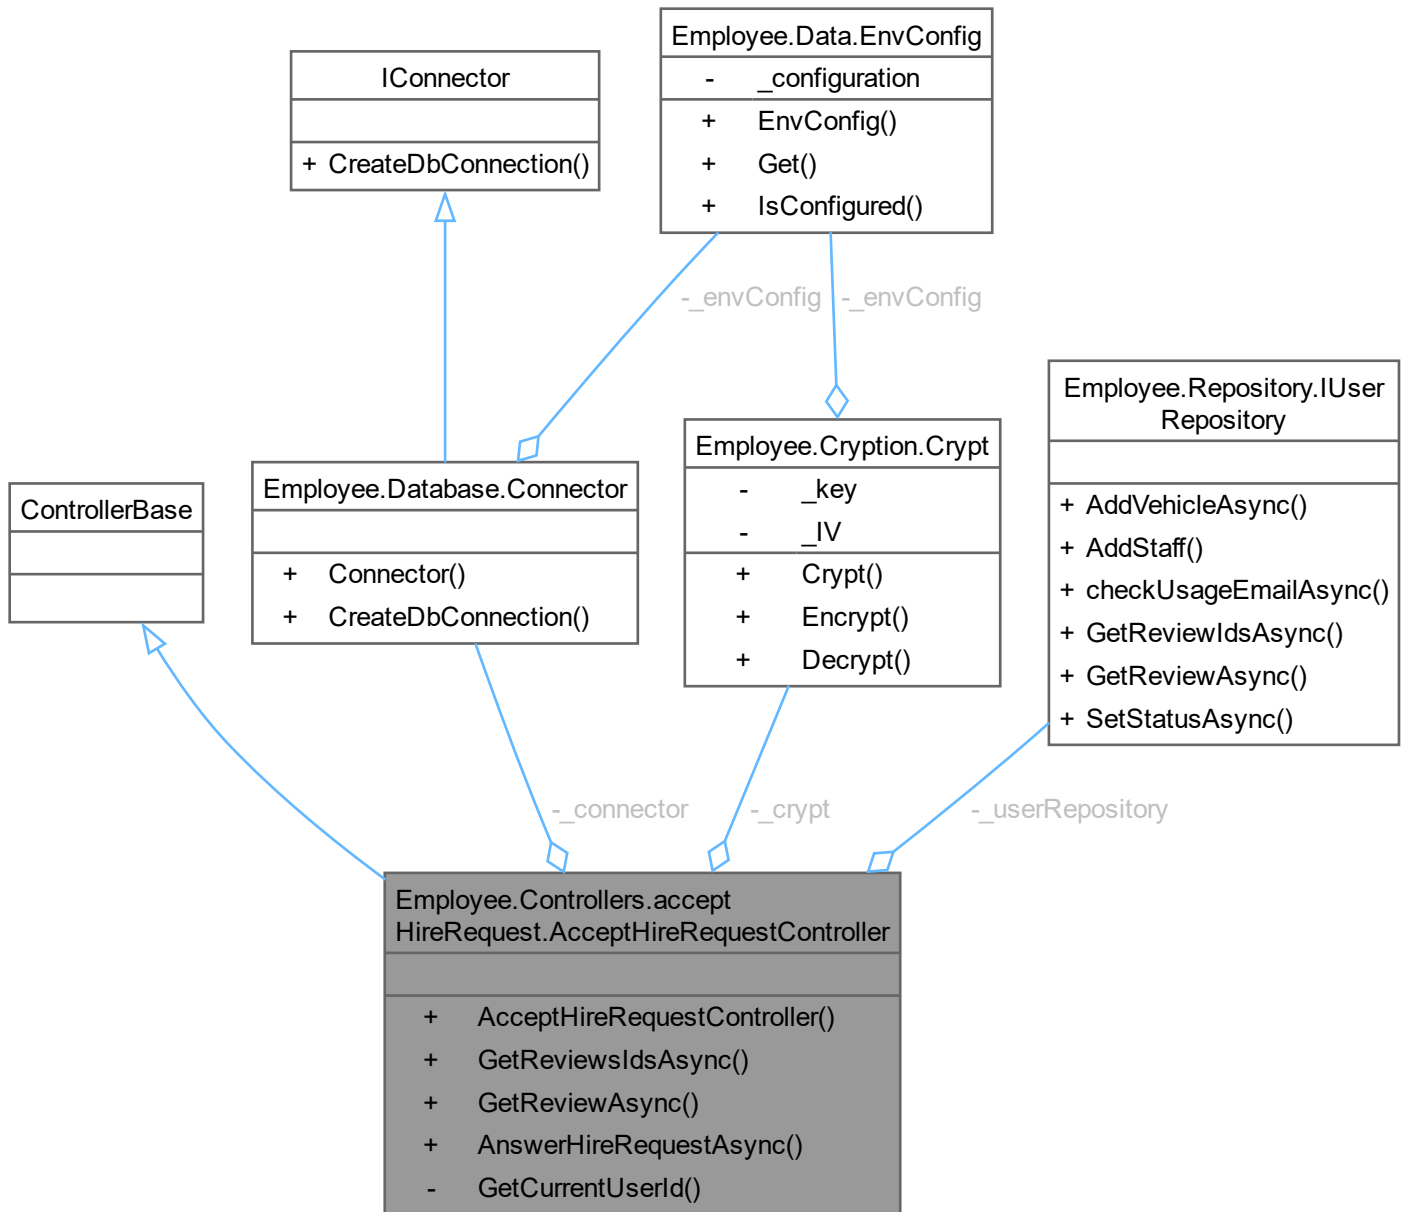 Employee.Data.EnvConfig
- _configuration
+ EnvConfig()
+ Get()
+ IsConfigured()
IConnector
+ CreateDbConnection()
-_envConfig
-_envConfig
Employee.Repository.IUser
Repository
+ AddVehicleAsync()
+ AddStaff()
+ checkUsageEmailAsync()
+ GetReviewIdsAsync()
+ GetReviewAsync()
+ SetStatusAsync()
Employee.Cryption.Crypt
- _key
- _IV
+ Crypt()
+ Encrypt()
+ Decrypt()
Employee.Database.Connector
+ Connector()
+ CreateDbConnection()
ControllerBase
-_connector
-_crypt
-_userRepository
Employee.Controllers.accept
HireRequest.AcceptHireRequestController
+ AcceptHireRequestController()
+ GetReviewsIdsAsync()
+ GetReviewAsync()
+ AnswerHireRequestAsync()
- GetCurrentUserId()